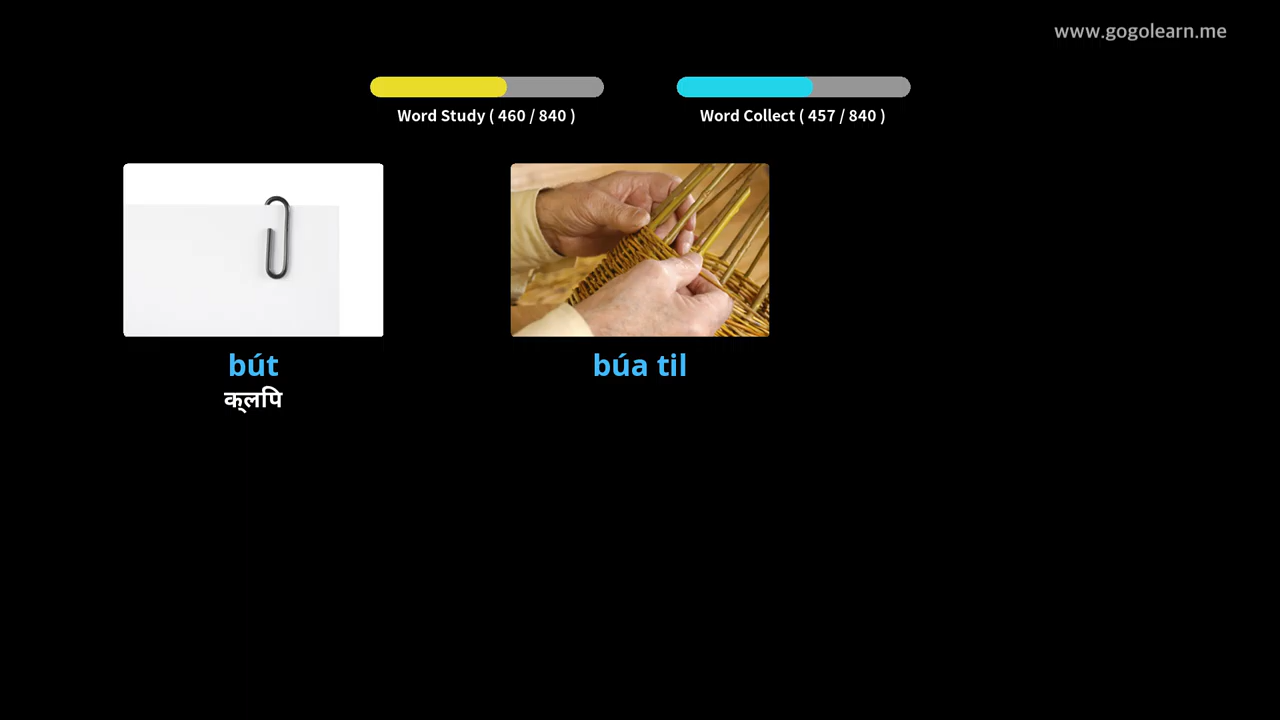 www.gogolearn.me
Word Study ( 460 / 840 )
Word Collect ( 457 / 840 )
bút
क्लिप
búa til